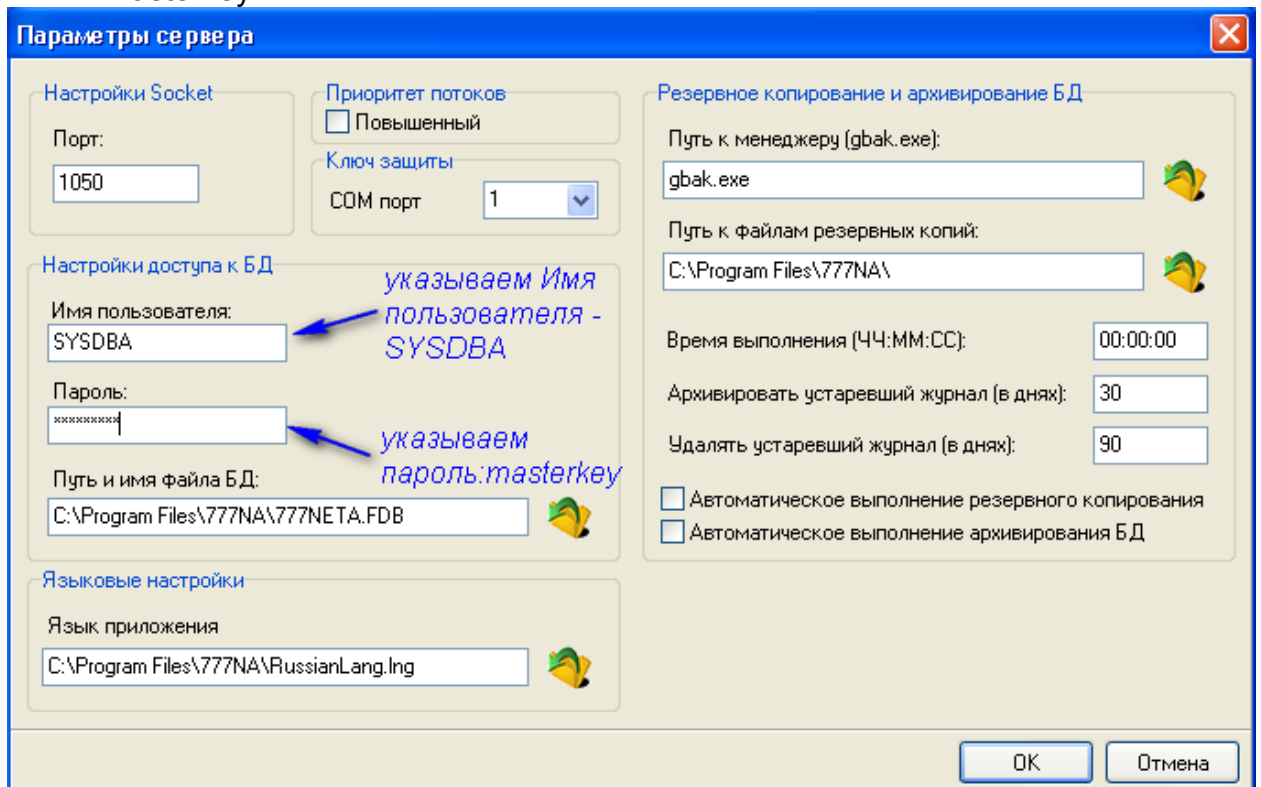 Параметры сервера
Настройки Socket
Порт:
1050
Приоритет потоков
Повышенный
Ключ защиты
COM порт
1
Настройки доступа к БД
Имя пользователя:
SYSDBA
указываем Имя
пользователя -
SYSDBA
Пароль:
*********
указываем
пароль:masterkey
Путь и имя файла БД:
C:\Program Files\777NA\777NETA.FDB
Языковые настройки
Язык приложения
C:\Program Files\777NA\RussianLang.lng
Резервное копирование и архивирование БД
Путь к менеджеру (gbak.exe):
gbak.exe
Путь к файлам резервных копий:
C:\Program Files\777NA\
Время выполнения (ЧЧ:ММ:СС):
00:00:00
Архивировать устаревший журнал (в днях):
30
Удалять устаревший журнал (в днях):
90
Автоматическое выполнение резервного копирования
Автоматическое выполнение архивирования БД
OK
Отмена